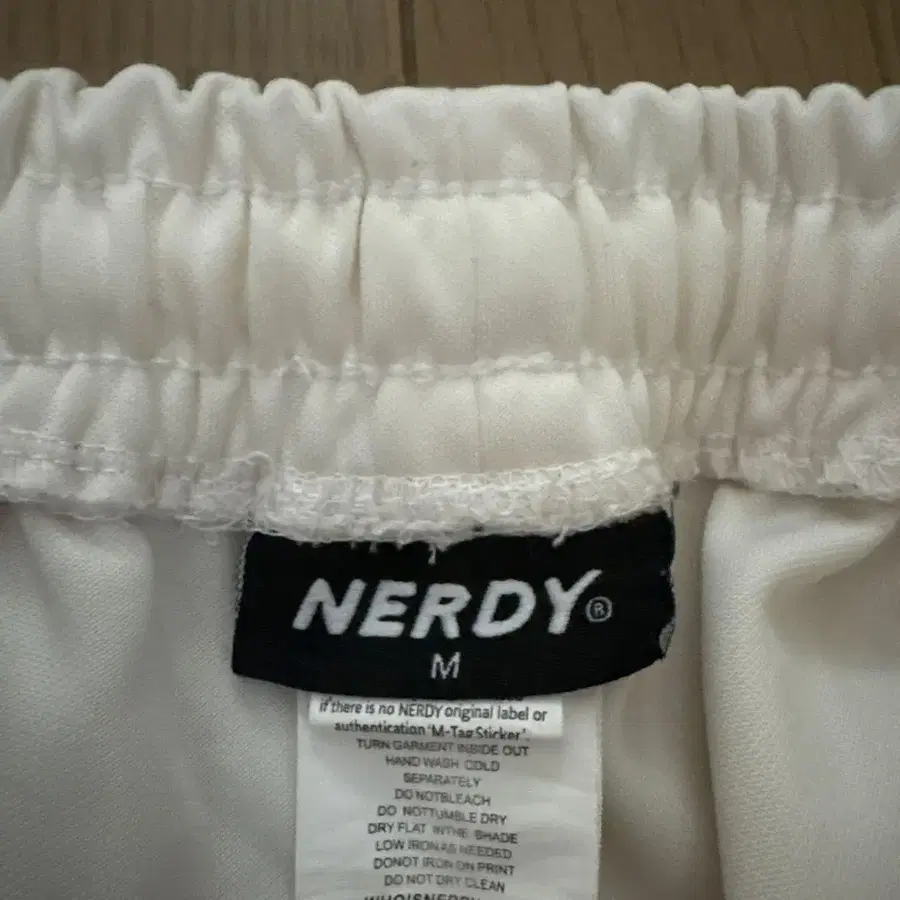 NERDY®
M
if there is no NERDY original label or
authentication 'M-Tag Sticker'.
TURN GARMENT INSIDE OUT
HAND WASH COLD
SEPARATELY
DO NOTBLEACH
DO NOTTUMBLE DRY
DRY FLAT INTHE SHADE
LOW IRONAS NEEDED
DONOT IRON ON PRINT
DO NOT DRY CLEAN